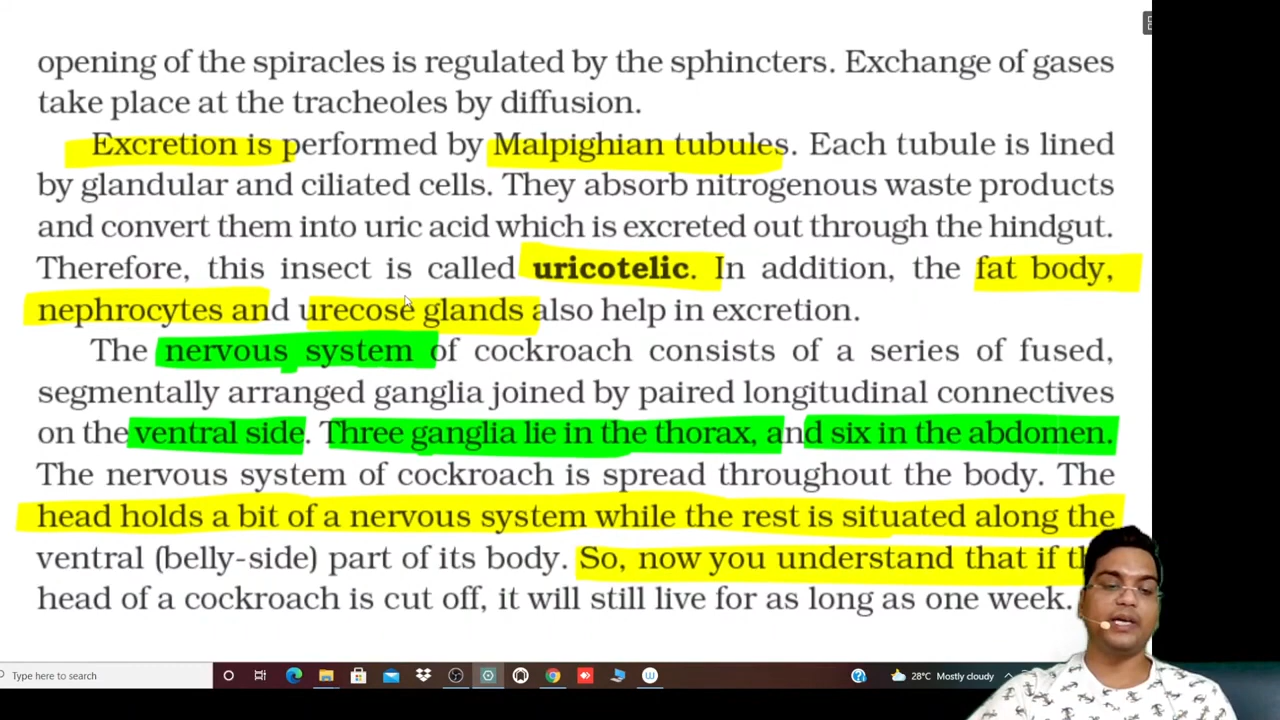 opening of the spiracles is regulated by the sphincters. Exchange of gases
take place at the tracheoles by diffusion.
Excretion is performed by Malpighian tubules. Each tubule is lined
by glandular and ciliated cells. They absorb nitrogenous waste products
and convert them into uric acid which is excreted out through the hindgut.
Therefore, this insect is called uricotelic. In addition, the fat body,
nephrocytes and urecose glands also help in excretion.
The nervous system of cockroach consists of a series of fused,
segmentally arranged ganglia joined by paired longitudinal connectives
on the ventral side. Three ganglia lie in the thorax, and six in the abdomen.
The nervous system of cockroach is spread throughout the body. The
head holds a bit of a nervous system while the rest is situated along the
ventral (belly-side) part of its body. So, now you understand that if
head of a cockroach is cut off, it will still live for as long as one week.
Type here to search
28°C Mostly cloudy